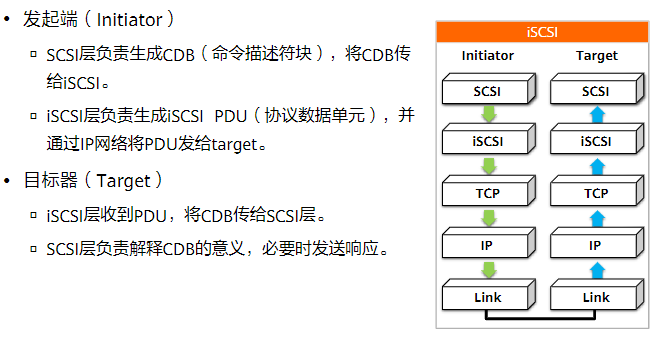 • 发起端（Initiator）
▫ SCSI层负责生成CDB（命令描述符块），将CDB传
给iSCSI。
▫ iSCSI层负责生成iSCSI PDU（协议数据单元），并
通过IP网络将PDU发给target。
• 目标器（Target）
▫ iSCSI层收到PDU，将CDB传给SCSI层。
▫ SCSI层负责解释CDB的意义，必要时发送响应。
iSCSI
Initiator Target
SCSI SCSI
iSCSI iSCSI
TCP TCP
IP IP
Link Link